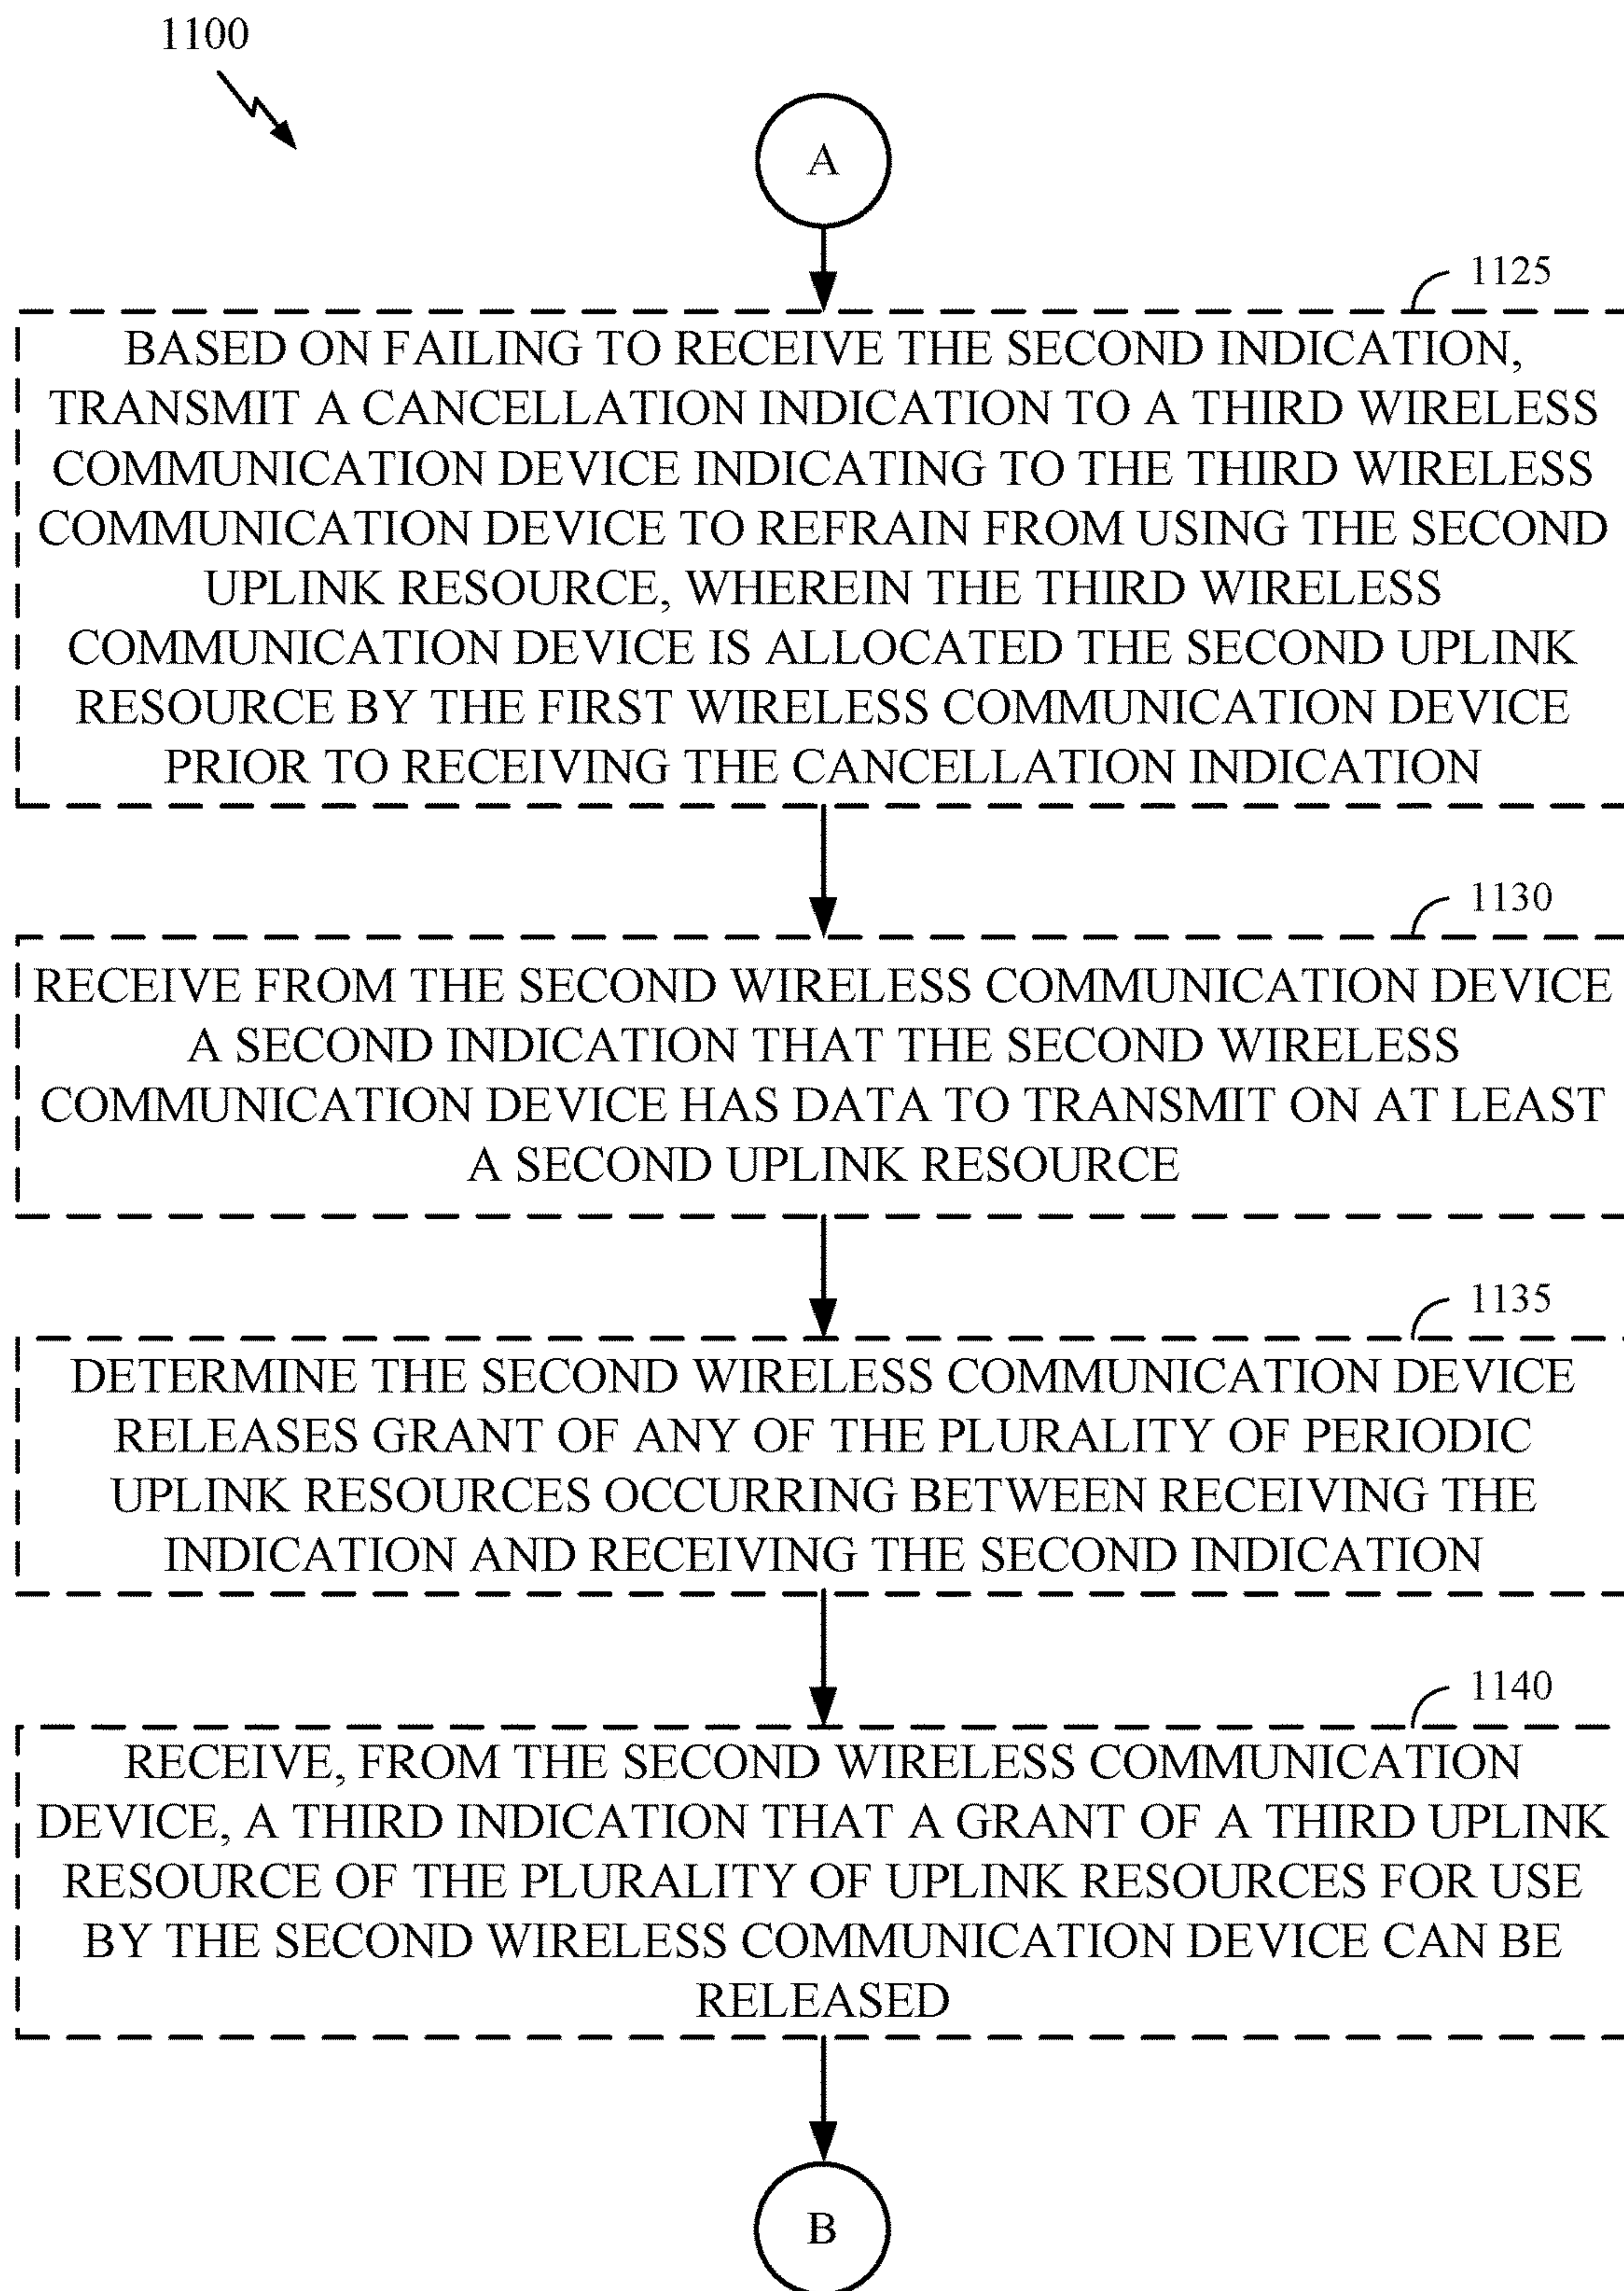 1100
A
1125
BASED ON FAILING TO RECEIVE THE SECOND INDICATION,
TRANSMIT A CANCELLATION INDICATION TO A THIRD WIRELESS
COMMUNICATION DEVICE INDICATING TO THE THIRD WIRELESS
COMMUNICATION DEVICE TO REFRAIN FROM USING THE SECOND
UPLINK RESOURCE, WHEREIN THE THIRD WIRELESS
COMMUNICATION DEVICE IS ALLOCATED THE SECOND UPLINK
RESOURCE BY THE FIRST WIRELESS COMMUNICATION DEVICE
PRIOR TO RECEIVING THE CANCELLATION INDICATION
1130
RECEIVE FROM THE SECOND WIRELESS COMMUNICATION DEVICE
A SECOND INDICATION THAT THE SECOND WIRELESS
COMMUNICATION DEVICE HAS DATA TO TRANSMIT ON AT LEAST
A SECOND UPLINK RESOURCE
1135
DETERMINE THE SECOND WIRELESS COMMUNICATION DEVICE
RELEASES GRANT OF ANY OF THE PLURALITY OF PERIODIC
UPLINK RESOURCES OCCURRING BETWEEN RECEIVING THE
INDICATION AND RECEIVING THE SECOND INDICATION
1140
RECEIVE, FROM THE SECOND WIRELESS COMMUNICATION
DEVICE, A THIRD INDICATION THAT A GRANT OF A THIRD UPLINK
RESOURCE OF THE PLURALITY OF UPLINK RESOURCES FOR USE
BY THE SECOND WIRELESS COMMUNICATION DEVICE CAN BE
RELEASED
B